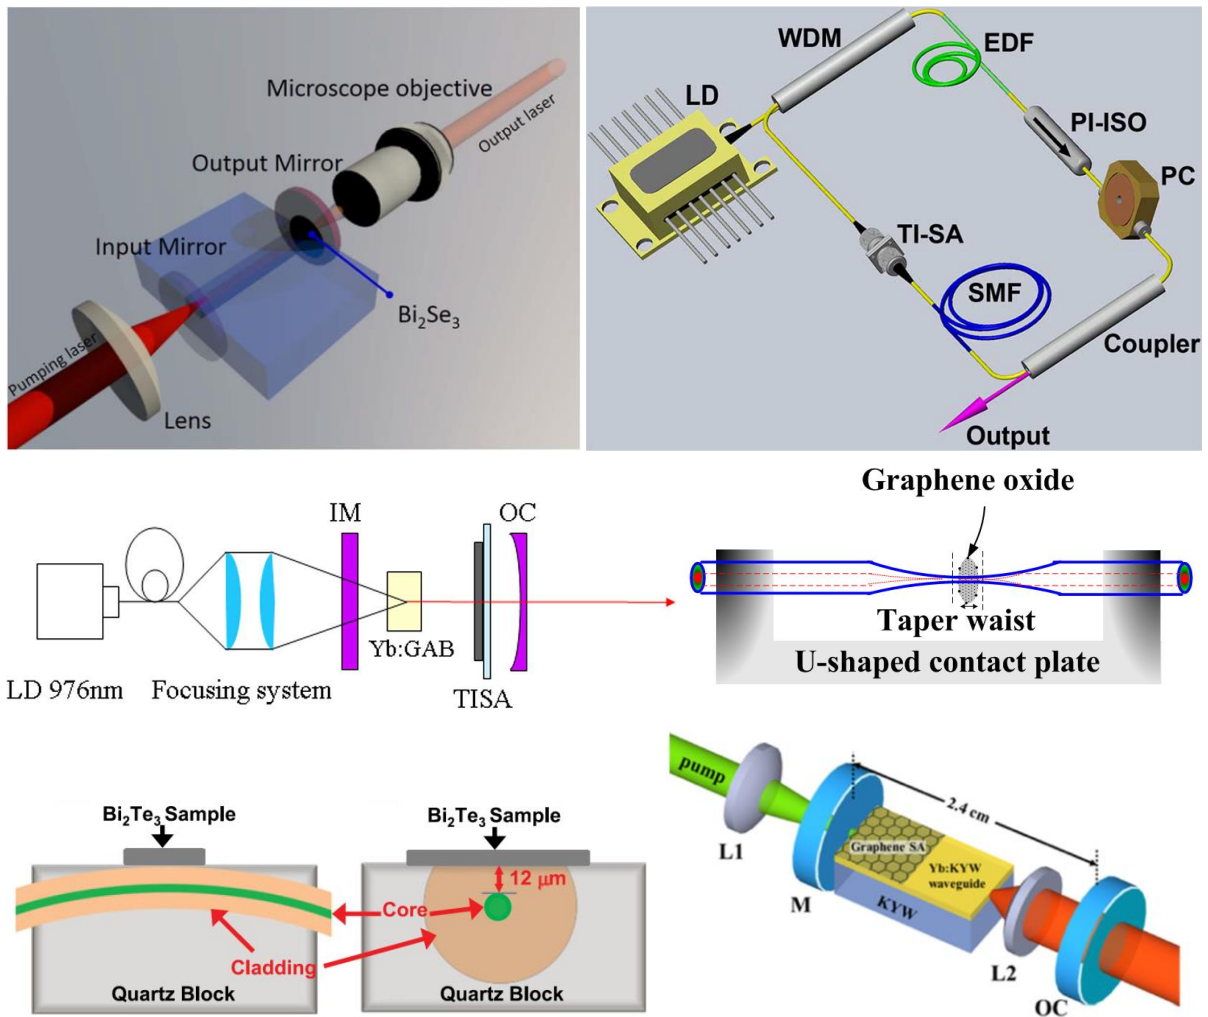 Microscope objective
Output laser
Output Mirror
Input Mirror
Bi₂Se₃
Pumping laser
Lens
WDM
EDF
LD
PI-ISO
PC
TI-SA
SMF
Coupler
Output
IM
OC
Yb:GAB
LD 976nm
Focusing system
TISA
Graphene oxide
Taper waist
U-shaped contact plate
Bi₂Te₃ Sample
Bi₂Te₃ Sample
12 μm
Core
Cladding
Quartz Block
Quartz Block
pump
2.4 cm
L1
Graphene SA
Yb:KYW
waveguide
M
KYW
L2
OC